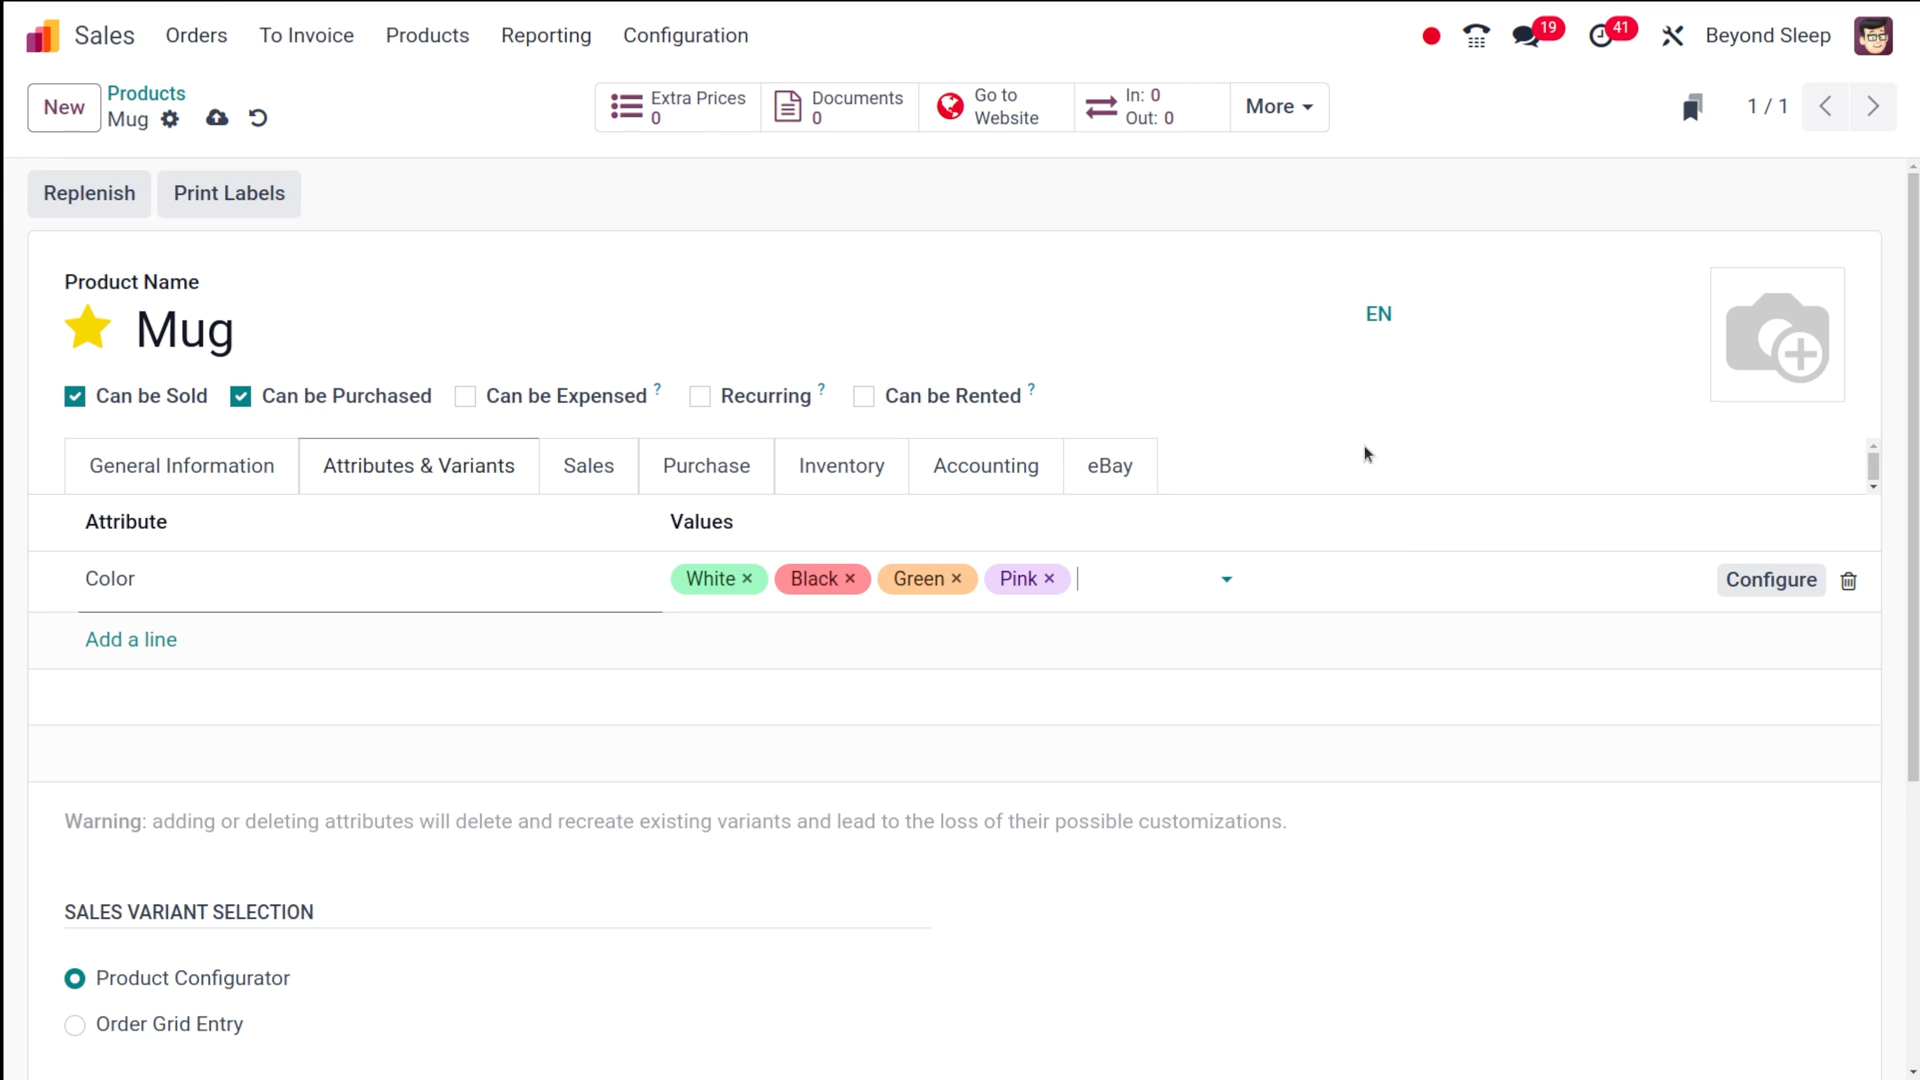 Sales Orders To Invoice Products Reporting Configuration 19 41 Beyond Sleep
New Products Mug Extra Prices 0 Documents 0 Go to Website In: 0 Out: 0 More 1 / 1
Replenish Print Labels
Product Name
Mug EN
Can be Sold Can be Purchased Can be Expensed ? Recurring ? Can be Rented ?
General Information Attributes & Variants Sales Purchase Inventory Accounting eBay
Attribute Values
Color White × Black × Green × Pink × Configure
Add a line
Warning: adding or deleting attributes will delete and recreate existing variants and lead to the loss of their possible customizations.
SALES VARIANT SELECTION
Product Configurator
Order Grid Entry